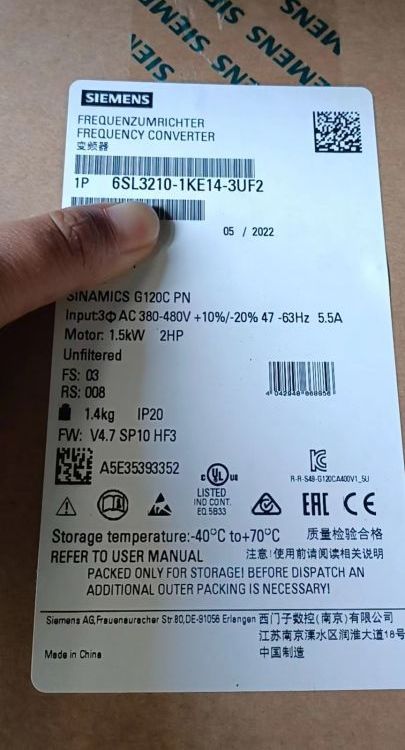 SIEMENS
SIEMENS
SIEMENS
SIEMENS
SIEMENS
SIEMENS
FREQUENZUMRICHTER
FREQUENCY CONVERTER
变频器
1P 6SL3210-1KE14-3UF2
05 / 2022
SINAMICS G120C PN
Input:3Φ AC 380-480V +10%/-20% 47 -63Hz 5.5A
Motor: 1.5kW 2HP
Unfiltered
FS: 03
RS: 008
1.4kg IP20
FW: V4.7 SP10 HF3
A5E35393352
UL
LISTED
IND CONT.
EQ 5B33
R-R-S49-G120CA400V1_SU
EAC CE
Storage temperature:-40°C to+70°C 质量检验合格
REFER TO USER MANUAL 注意!使用前请阅读相关说明
PACKED ONLY FOR STORAGE! BEFORE DISPATCH AN
ADDITIONAL OUTER PACKING IS NECESSARY!
Siemens AG,Frauenauracher Str 80,DE-91056 Erlangen 西门子数控(南京)有限公司
江苏南京溧水区润淮大道18号
Made in China 中国制造